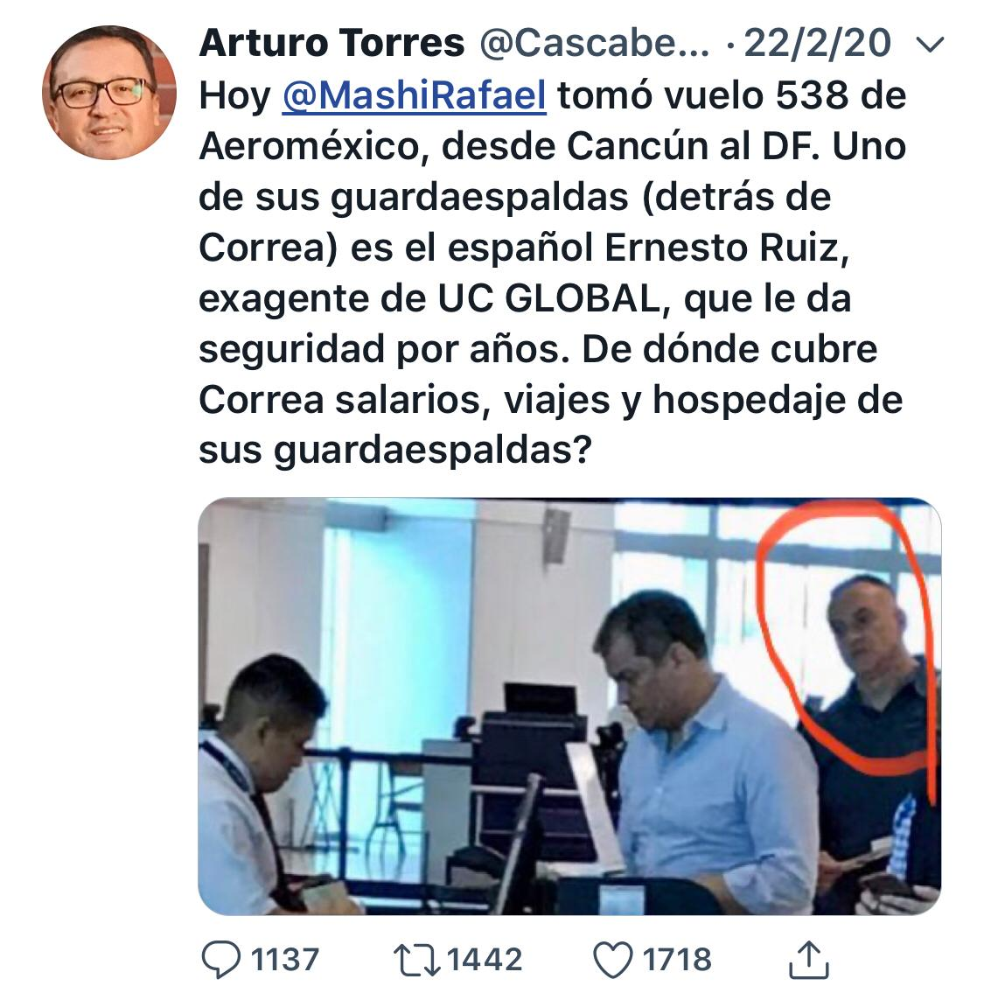 Arturo Torres @Cascabe... · 22/2/20
Hoy @MashiRafael tomó vuelo 538 de
Aeroméxico, desde Cancún al DF. Uno
de sus guardaespaldas (detrás de
Correa) es el español Ernesto Ruiz,
exagente de UC GLOBAL, que le da
seguridad por años. De dónde cubre
Correa salarios, viajes y hospedaje de
sus guardaespaldas?
1137 1442 1718